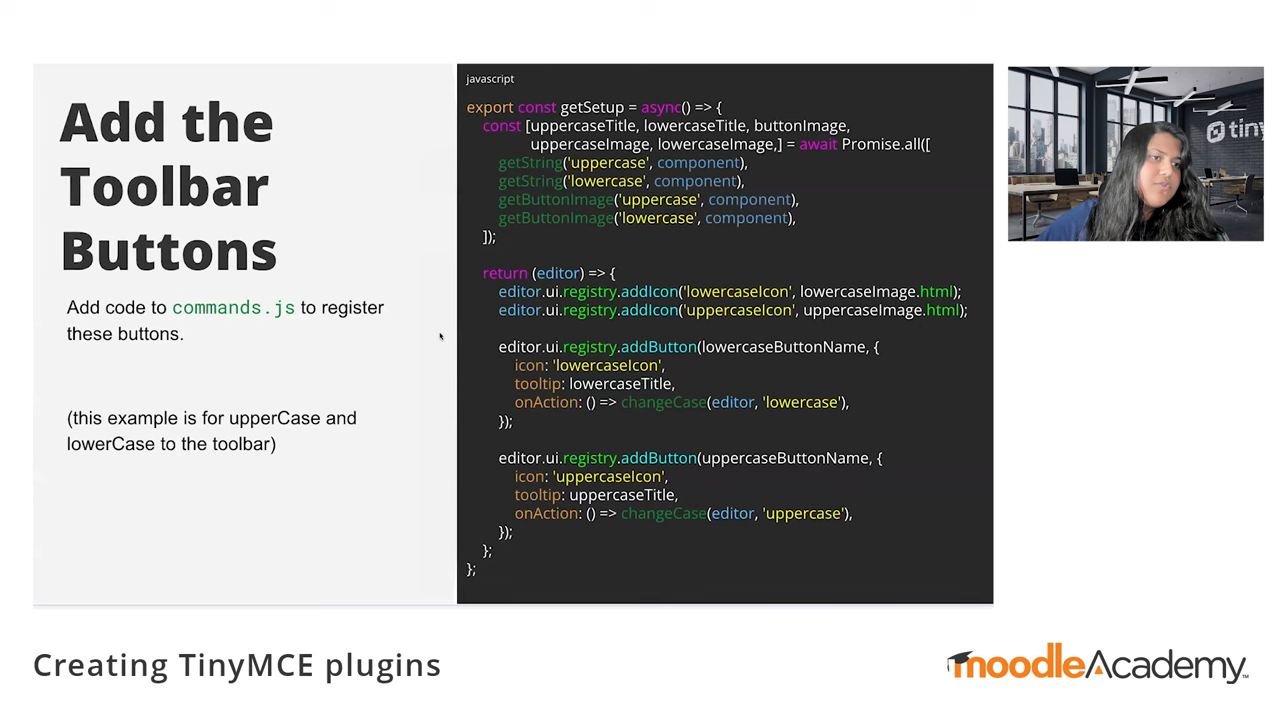 Add the
Toolbar
Buttons
Add code to commands.js to register
these buttons.
(this example is for upperCase and
lowerCase to the toolbar)
javascript
export const getSetup = async() => {
const [uppercaseTitle, lowercaseTitle, buttonImage,
uppercaseImage, lowercaseImage,] = await Promise.all([
getString('uppercase', component),
getString('lowercase', component),
getButtonImage('uppercase', component),
getButtonImage('lowercase', component),
]);
return (editor) => {
editor.ui.registry.addIcon('lowercaseIcon', lowercaseImage.html);
editor.ui.registry.addIcon('uppercaseIcon', uppercaseImage.html);
editor.ui.registry.addButton(lowercaseButtonName, {
icon: 'lowercaseIcon',
tooltip: lowercaseTitle,
onAction: () => changeCase(editor, 'lowercase'),
});
editor.ui.registry.addButton(uppercaseButtonName, {
icon: 'uppercaseIcon',
tooltip: uppercaseTitle,
onAction: () => changeCase(editor, 'uppercase'),
});
};
};
tiny
Creating TinyMCE plugins
moodleAcademy™